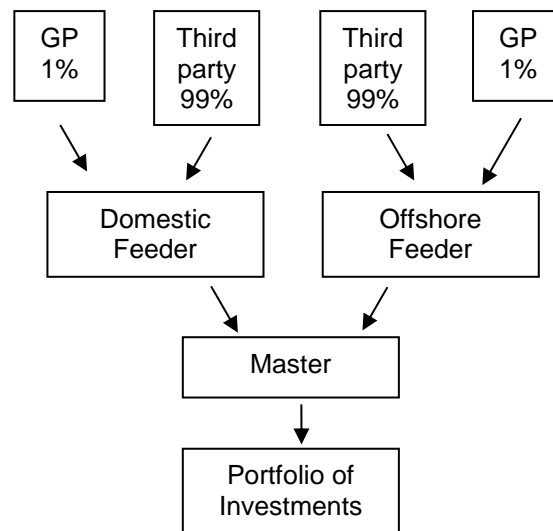 GP
1%
Third
party
99%
Third
party
99%
GP
1%
Domestic
Feeder
Offshore
Feeder
Master
Portfolio of
Investments